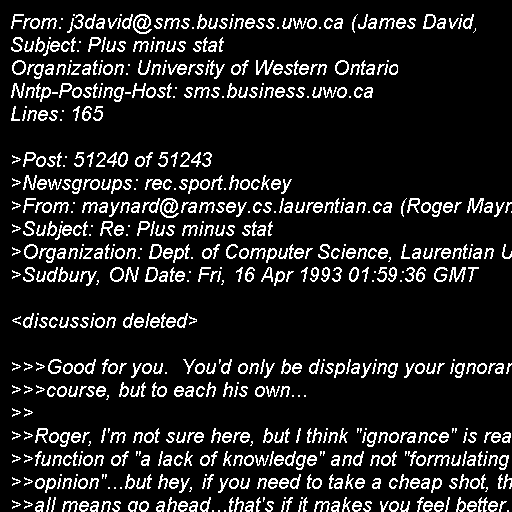 From: j3david@sms.business.uwo.ca (James David,
Subject: Plus minus stat
Organization: University of Western Ontario
Nntp-Posting-Host: sms.business.uwo.ca
Lines: 165

>Post: 51240 of 51243
>Newsgroups: rec.sport.hockey
>From: maynard@ramsey.cs.laurentian.ca (Roger
>Subject: Re: Plus minus stat
>Organization: Dept. of Computer Science, Laurentian
>Sudbury, ON Date: Fri, 16 Apr 1993 01:59:36 GMT

<discussion deleted>

>>>Good for you.  You'd only be displaying your
>>>course, but to each his own...
>>
>>Roger, I'm not sure here, but I think "ignorance" is
>>function of "a lack of knowledge" and not "formulating
>>opinion"...but hey, if you need to take a cheap shot,
>>all means go ahead...that's if it makes you feel better.